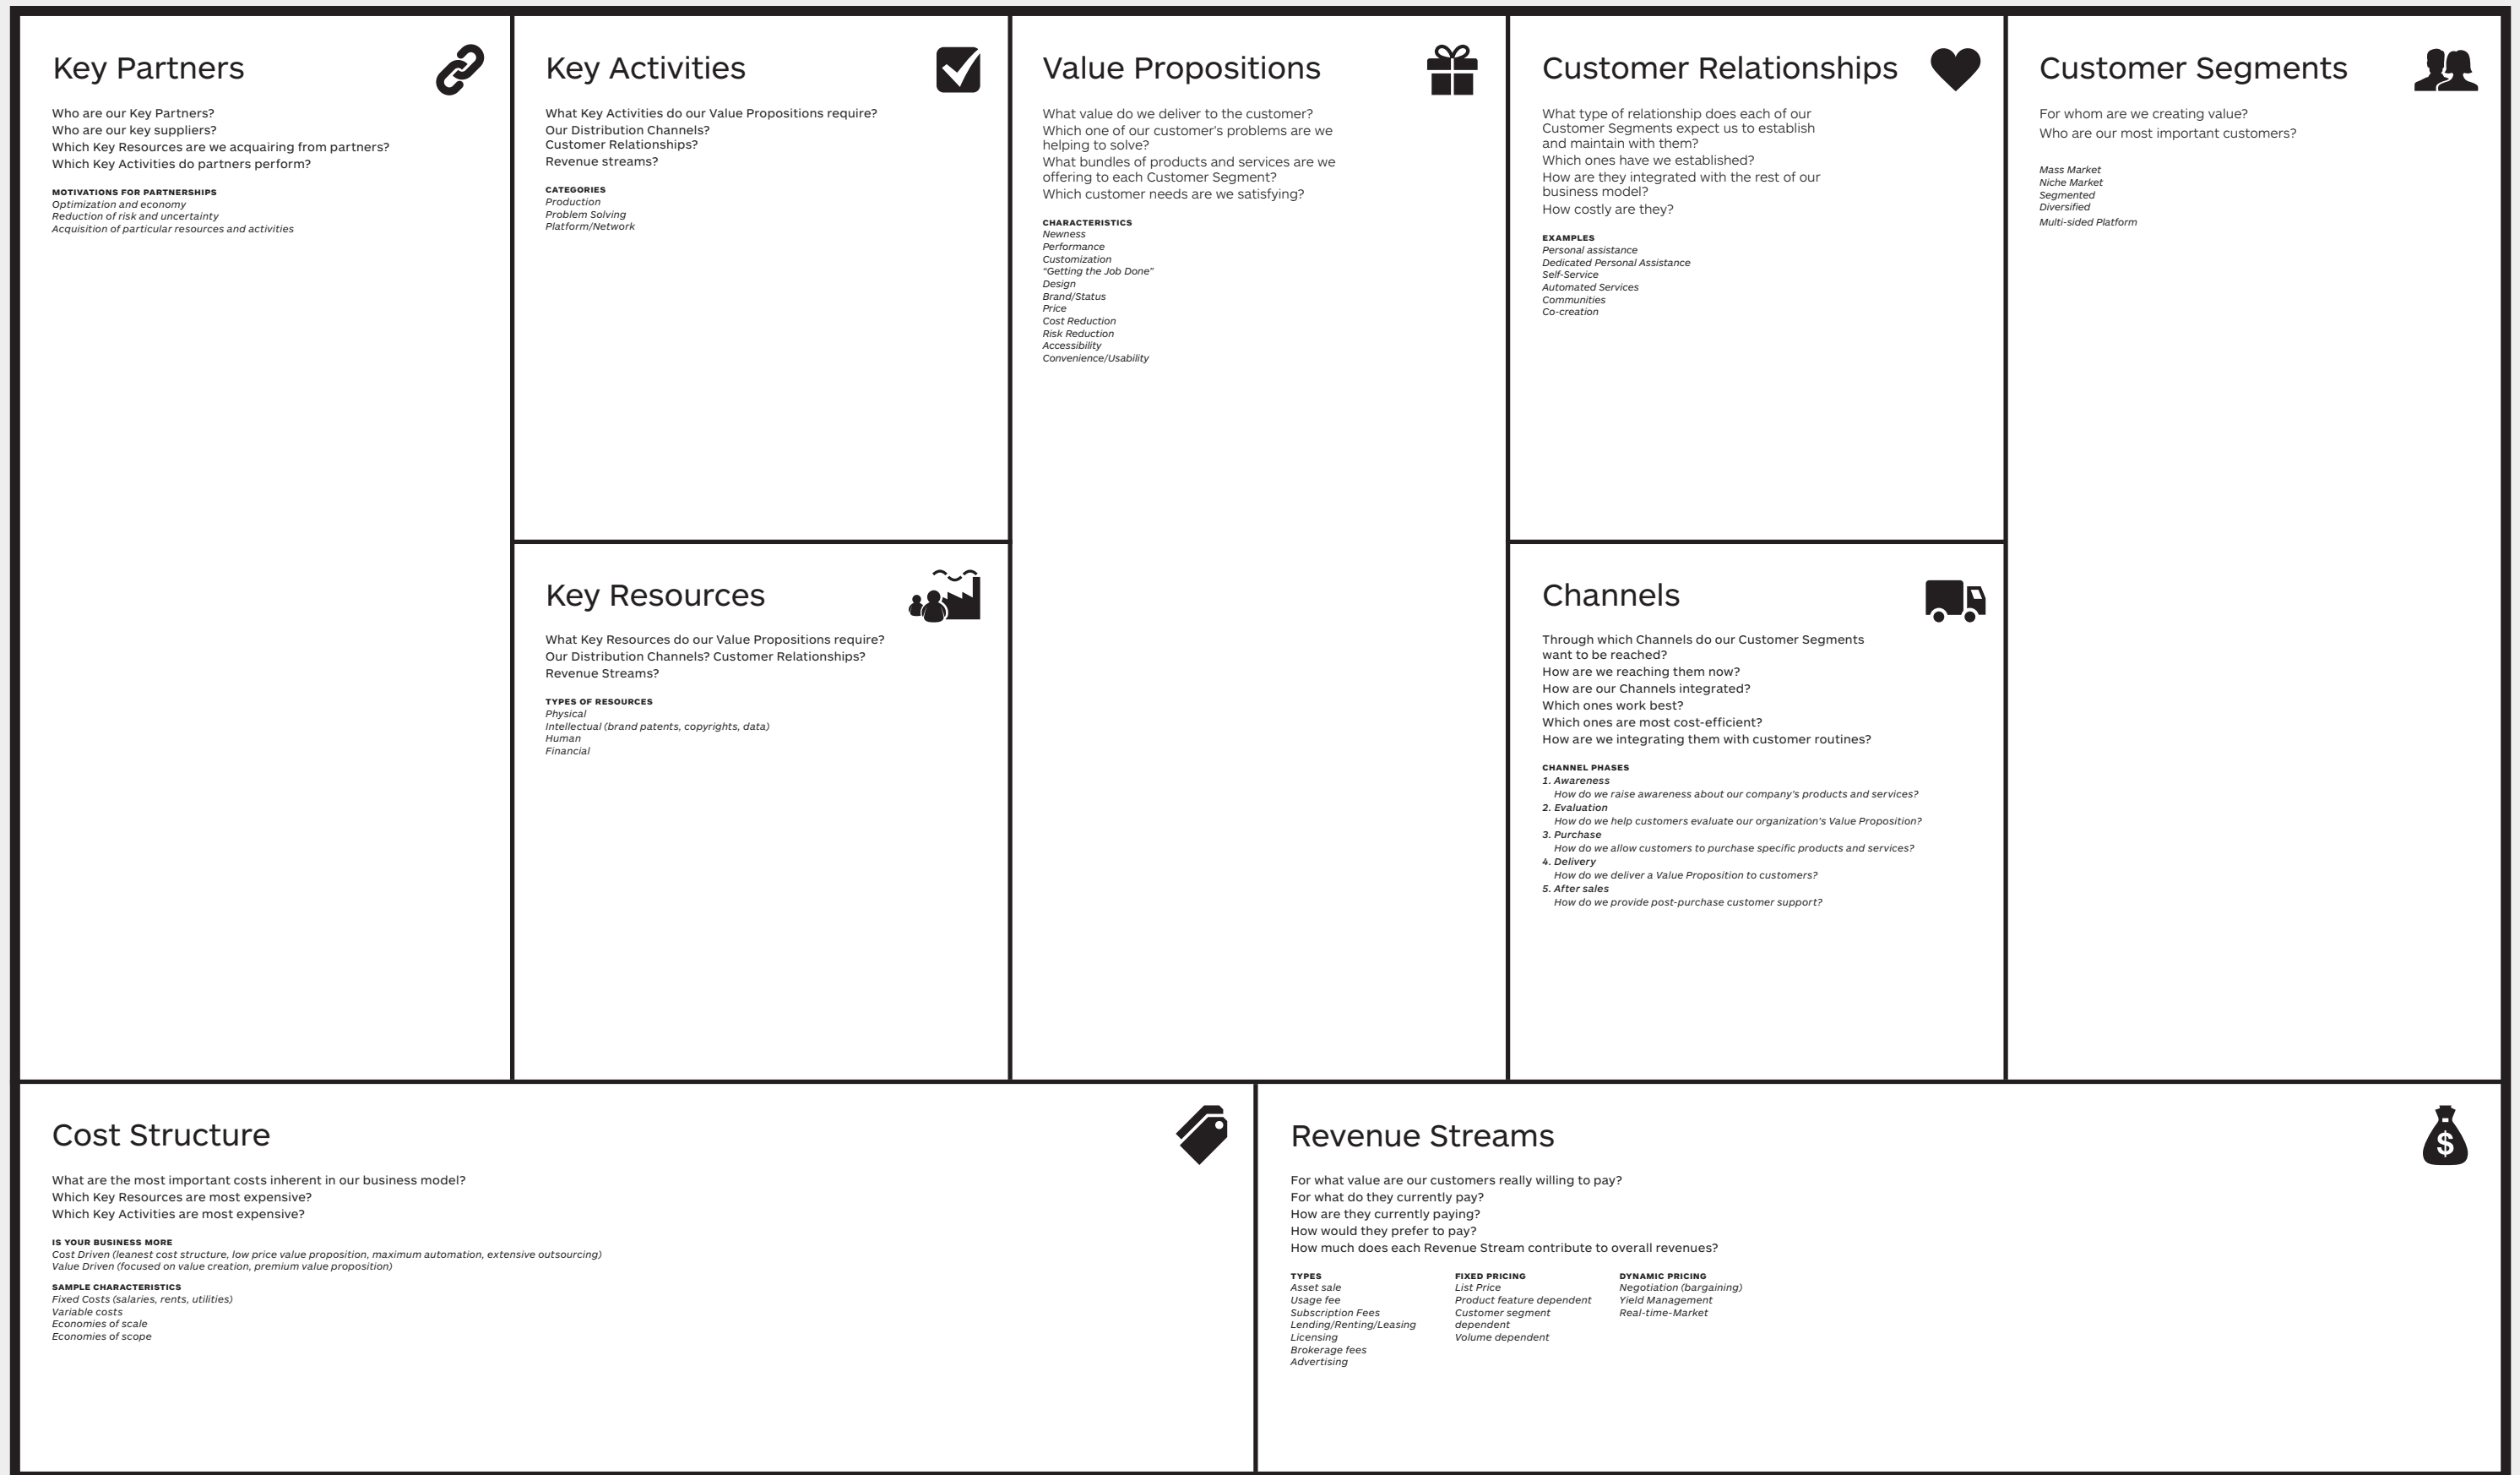 Key Partners
Who are our Key Partners?
Who are our key suppliers?
Which Key Resources are we acquairing from partners?
Which Key Activities do partners perform?
MOTIVATIONS FOR PARTNERSHIPS
Optimization and economy
Reduction of risk and uncertainty
Acquisition of particular resources and activities
Key Activities
What Key Activities do our Value Propositions require?
Our Distribution Channels?
Customer Relationships?
Revenue streams?
CATEGORIES
Production
Problem Solving
Platform/Network
Key Resources
What Key Resources do our Value Propositions require?
Our Distribution Channels? Customer Relationships?
Revenue Streams?
TYPES OF RESOURCES
Physical
Intellectual (brand patents, copyrights, data)
Human
Financial
Value Propositions
What value do we deliver to the customer?
Which one of our customer's problems are we
helping to solve?
What bundles of products and services are we
offering to each Customer Segment?
Which customer needs are we satisfying?
CHARACTERISTICS
Newness
Performance
Customization
“Getting the Job Done”
Design
Brand/Status
Price
Cost Reduction
Risk Reduction
Accessibility
Convenience/Usability
Customer Relationships
What type of relationship does each of our
Customer Segments expect us to establish
and maintain with them?
Which ones have we established?
How are they integrated with the rest of our
business model?
How costly are they?
EXAMPLES
Personal assistance
Dedicated Personal Assistance
Self-Service
Automated Services
Communities
Co-creation
Channels
Through which Channels do our Customer Segments
want to be reached?
How are we reaching them now?
How are our Channels integrated?
Which ones work best?
Which ones are most cost-efficient?
How are we integrating them with customer routines?
CHANNEL PHASES
1. Awareness
How do we raise awareness about our company's products and services?
2. Evaluation
How do we help customers evaluate our organization's Value Proposition?
3. Purchase
How do we allow customers to purchase specific products and services?
4. Delivery
How do we deliver a Value Proposition to customers?
5. After sales
How do we provide post-purchase customer support?
Customer Segments
For whom are we creating value?
Who are our most important customers?
Mass Market
Niche Market
Segmented
Diversified
Multi-sided Platform
Cost Structure
What are the most important costs inherent in our business model?
Which Key Resources are most expensive?
Which Key Activities are most expensive?
IS YOUR BUSINESS MORE
Cost Driven (leanest cost structure, low price value proposition, maximum automation, extensive outsourcing)
Value Driven (focused on value creation, premium value proposition)
SAMPLE CHARACTERISTICS
Fixed Costs (salaries, rents, utilities)
Variable costs
Economies of scale
Economies of scope
Revenue Streams
For what value are our customers really willing to pay?
For what do they currently pay?
How are they currently paying?
How would they prefer to pay?
How much does each Revenue Stream contribute to overall revenues?
TYPES
Asset sale
Usage fee
Subscription Fees
Lending/Renting/Leasing
Licensing
Brokerage fees
Advertising
FIXED PRICING
List Price
Product feature dependent
Customer segment
dependent
Volume dependent
DYNAMIC PRICING
Negotiation (bargaining)
Yield Management
Real-time-Market
$